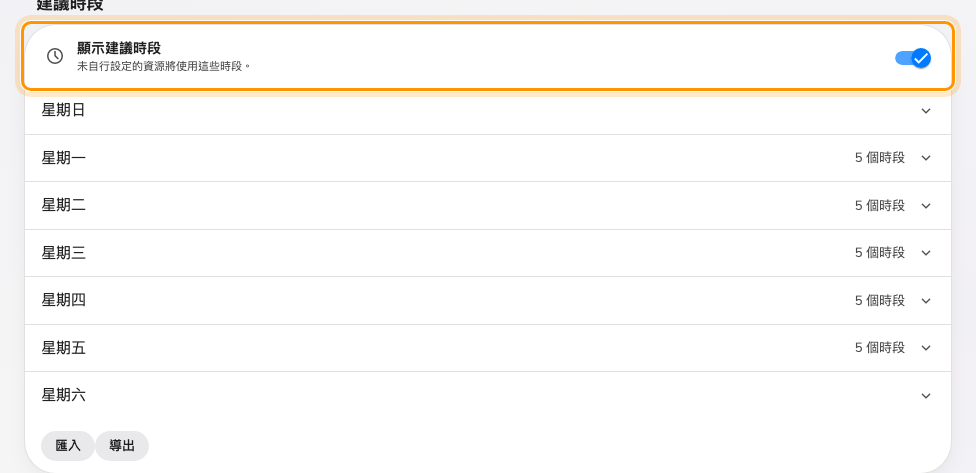 建議時段
顯示建議時段
未自行設定的資源將使用這些時段。
星期日
星期一 5 個時段
星期二 5 個時段
星期三 5 個時段
星期四 5 個時段
星期五 5 個時段
星期六
匯入 導出